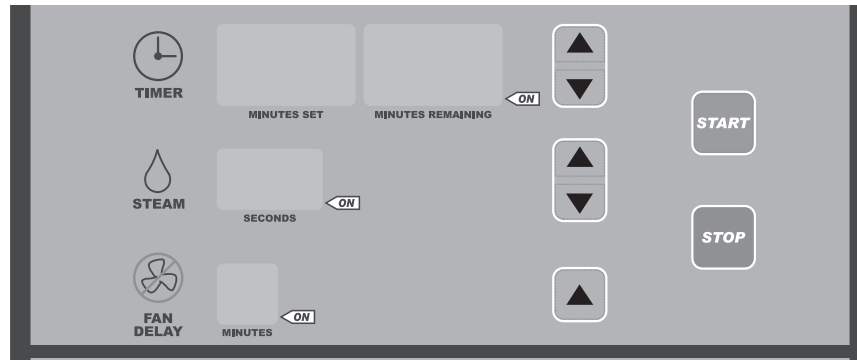 TIMER
MINUTES SET
MINUTES REMAINING
ON
START
STEAM
SECONDS
ON
STOP
FAN
DELAY
MINUTES
ON